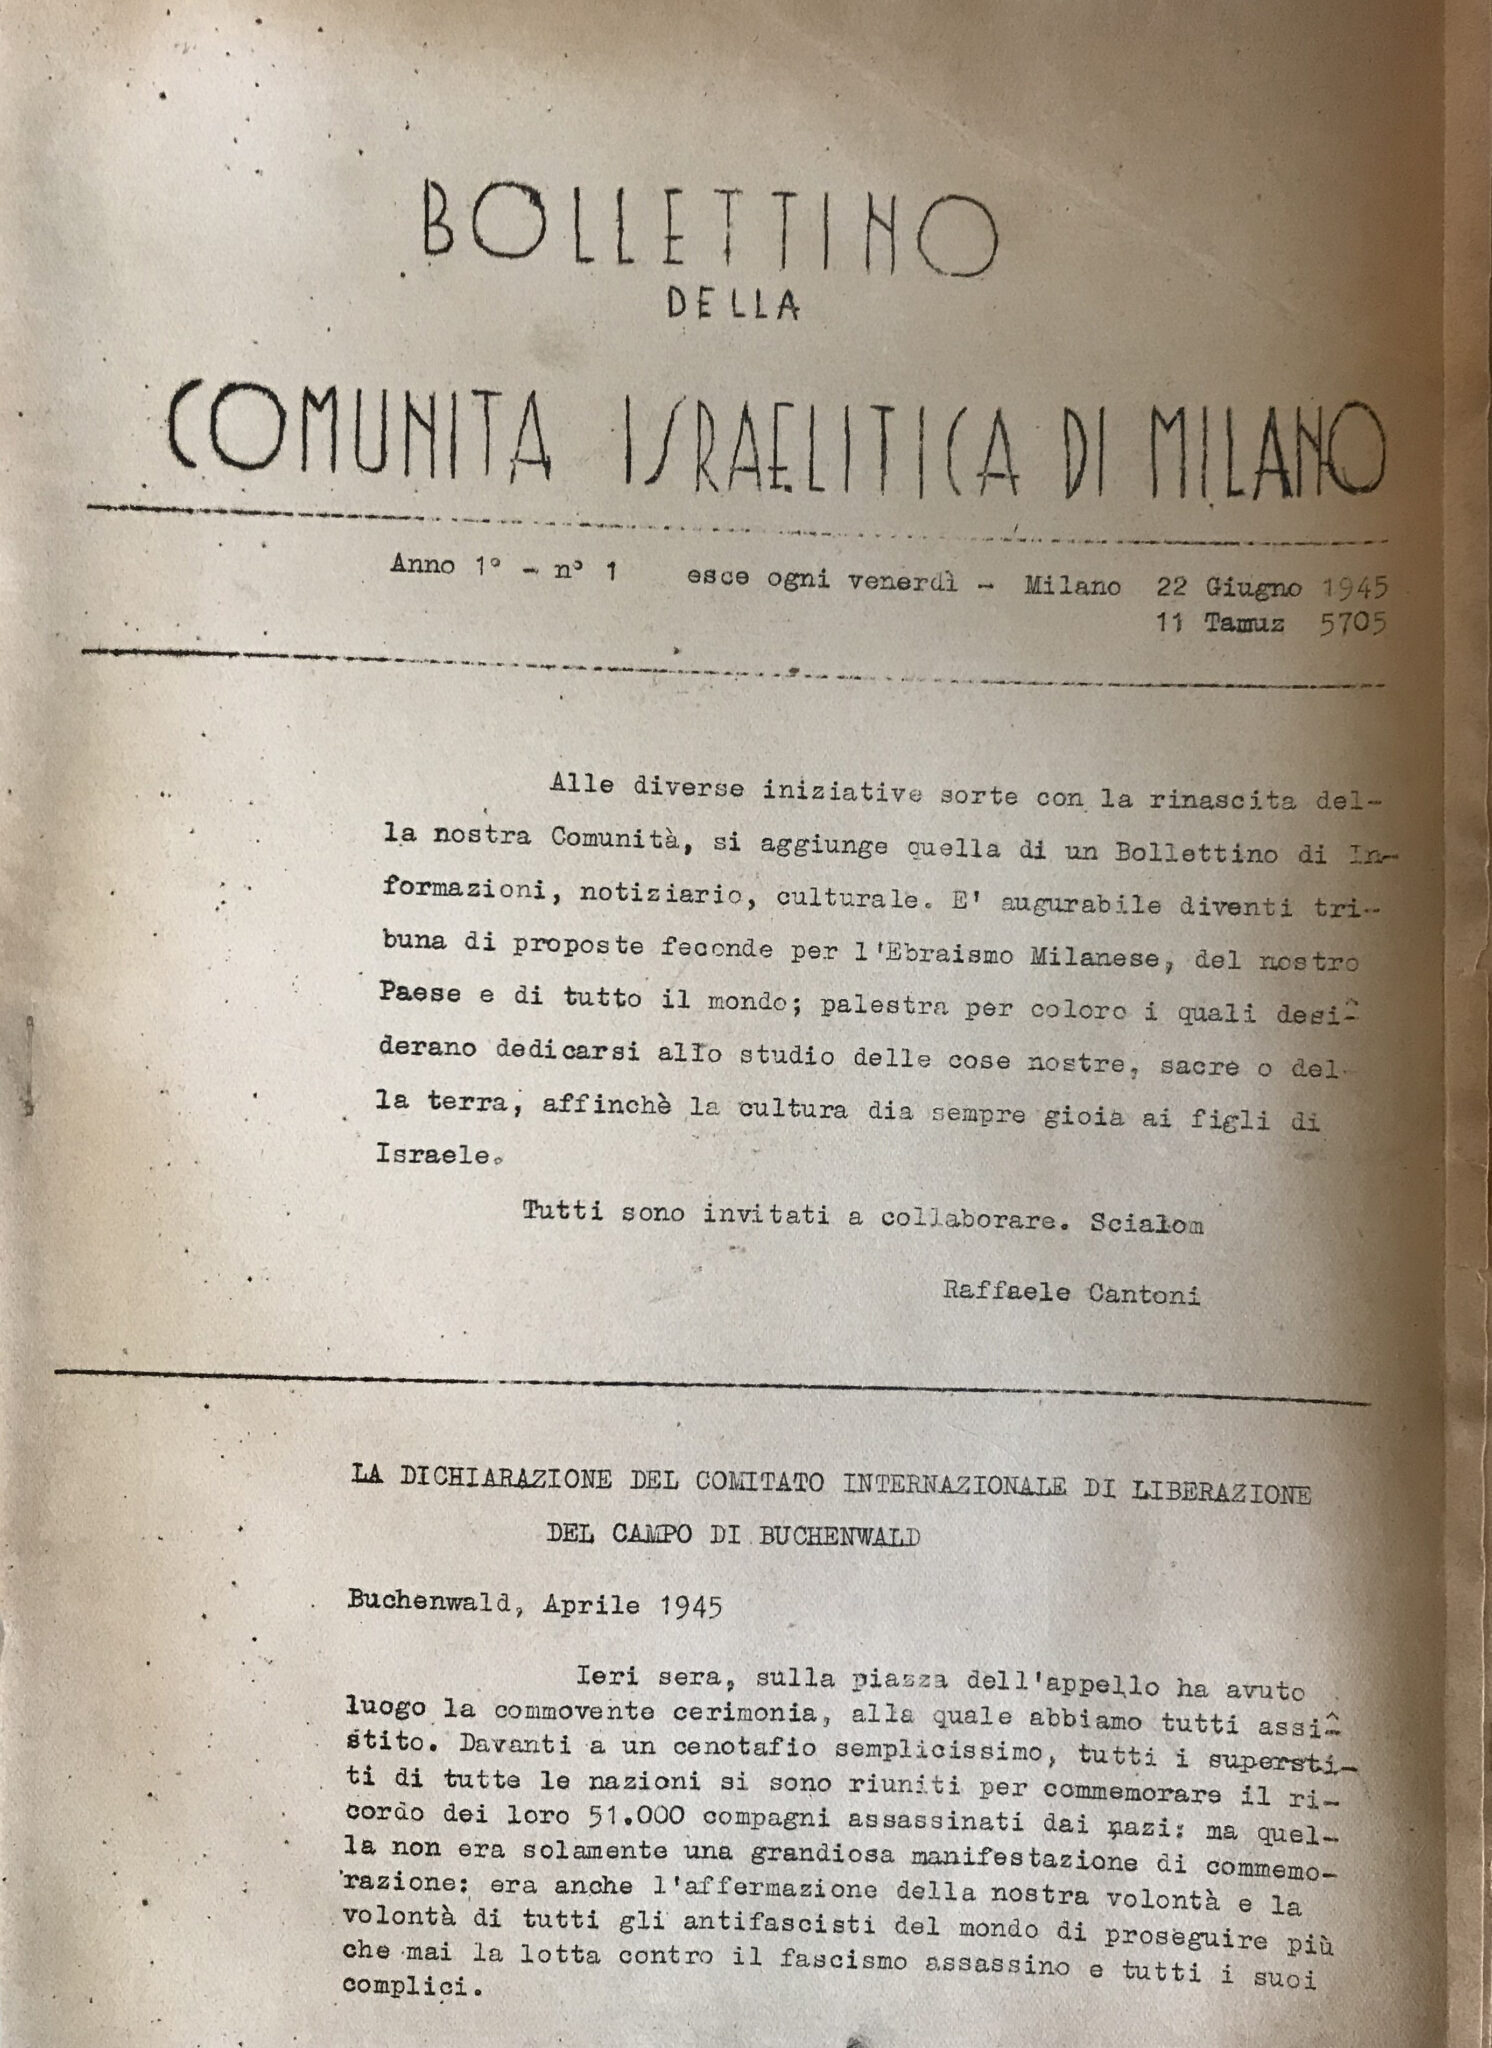 BOLLETTINO
DELLA
COMUNITA ISRAELITICA DI MILANO
Anno 1° - n° 1 esce ogni venerdì - Milano 22 Giugno 1945
11 Tamuz 5705
Alle diverse iniziative sorte con la rinascita del-
la nostra Comunità, si aggiunge quella di un Bollettino di In-
formazioni, notiziario, culturale. E' augurabile diventi tri-
buna di proposte feconde per l'Ebraismo Milanese, del nostro
Paese e di tutto il mondo; palestra per coloro i quali desi-
derano dedicarsi allo studio delle cose nostre, sacre o del-
la terra, affinchè la cultura dia sempre gioia ai figli di
Israele.
Tutti sono invitati a collaborare. Scialom
Raffaele Cantoni
LA DICHIARAZIONE DEL COMITATO INTERNAZIONALE DI LIBERAZIONE
DEL CAMPO DI BUCHENWALD
Buchenwald, Aprile 1945
Ieri sera, sulla piazza dell'appello ha avuto
luogo la commovente cerimonia, alla quale abbiamo tutti assi-
stito. Davanti a un cenotafio semplicissimo, tutti i supersti-
ti di tutte le nazioni si sono riuniti per commemorare il ri-
cordo dei loro 51.000 compagni assassinati dai nazi: ma quel-
la non era solamente una grandiosa manifestazione di commemo-
razione: era anche l'affermazione della nostra volontà e la
volontà di tutti gli antifascisti del mondo di proseguire più
che mai la lotta contro il fascismo assassino e tutti i suoi
complici.